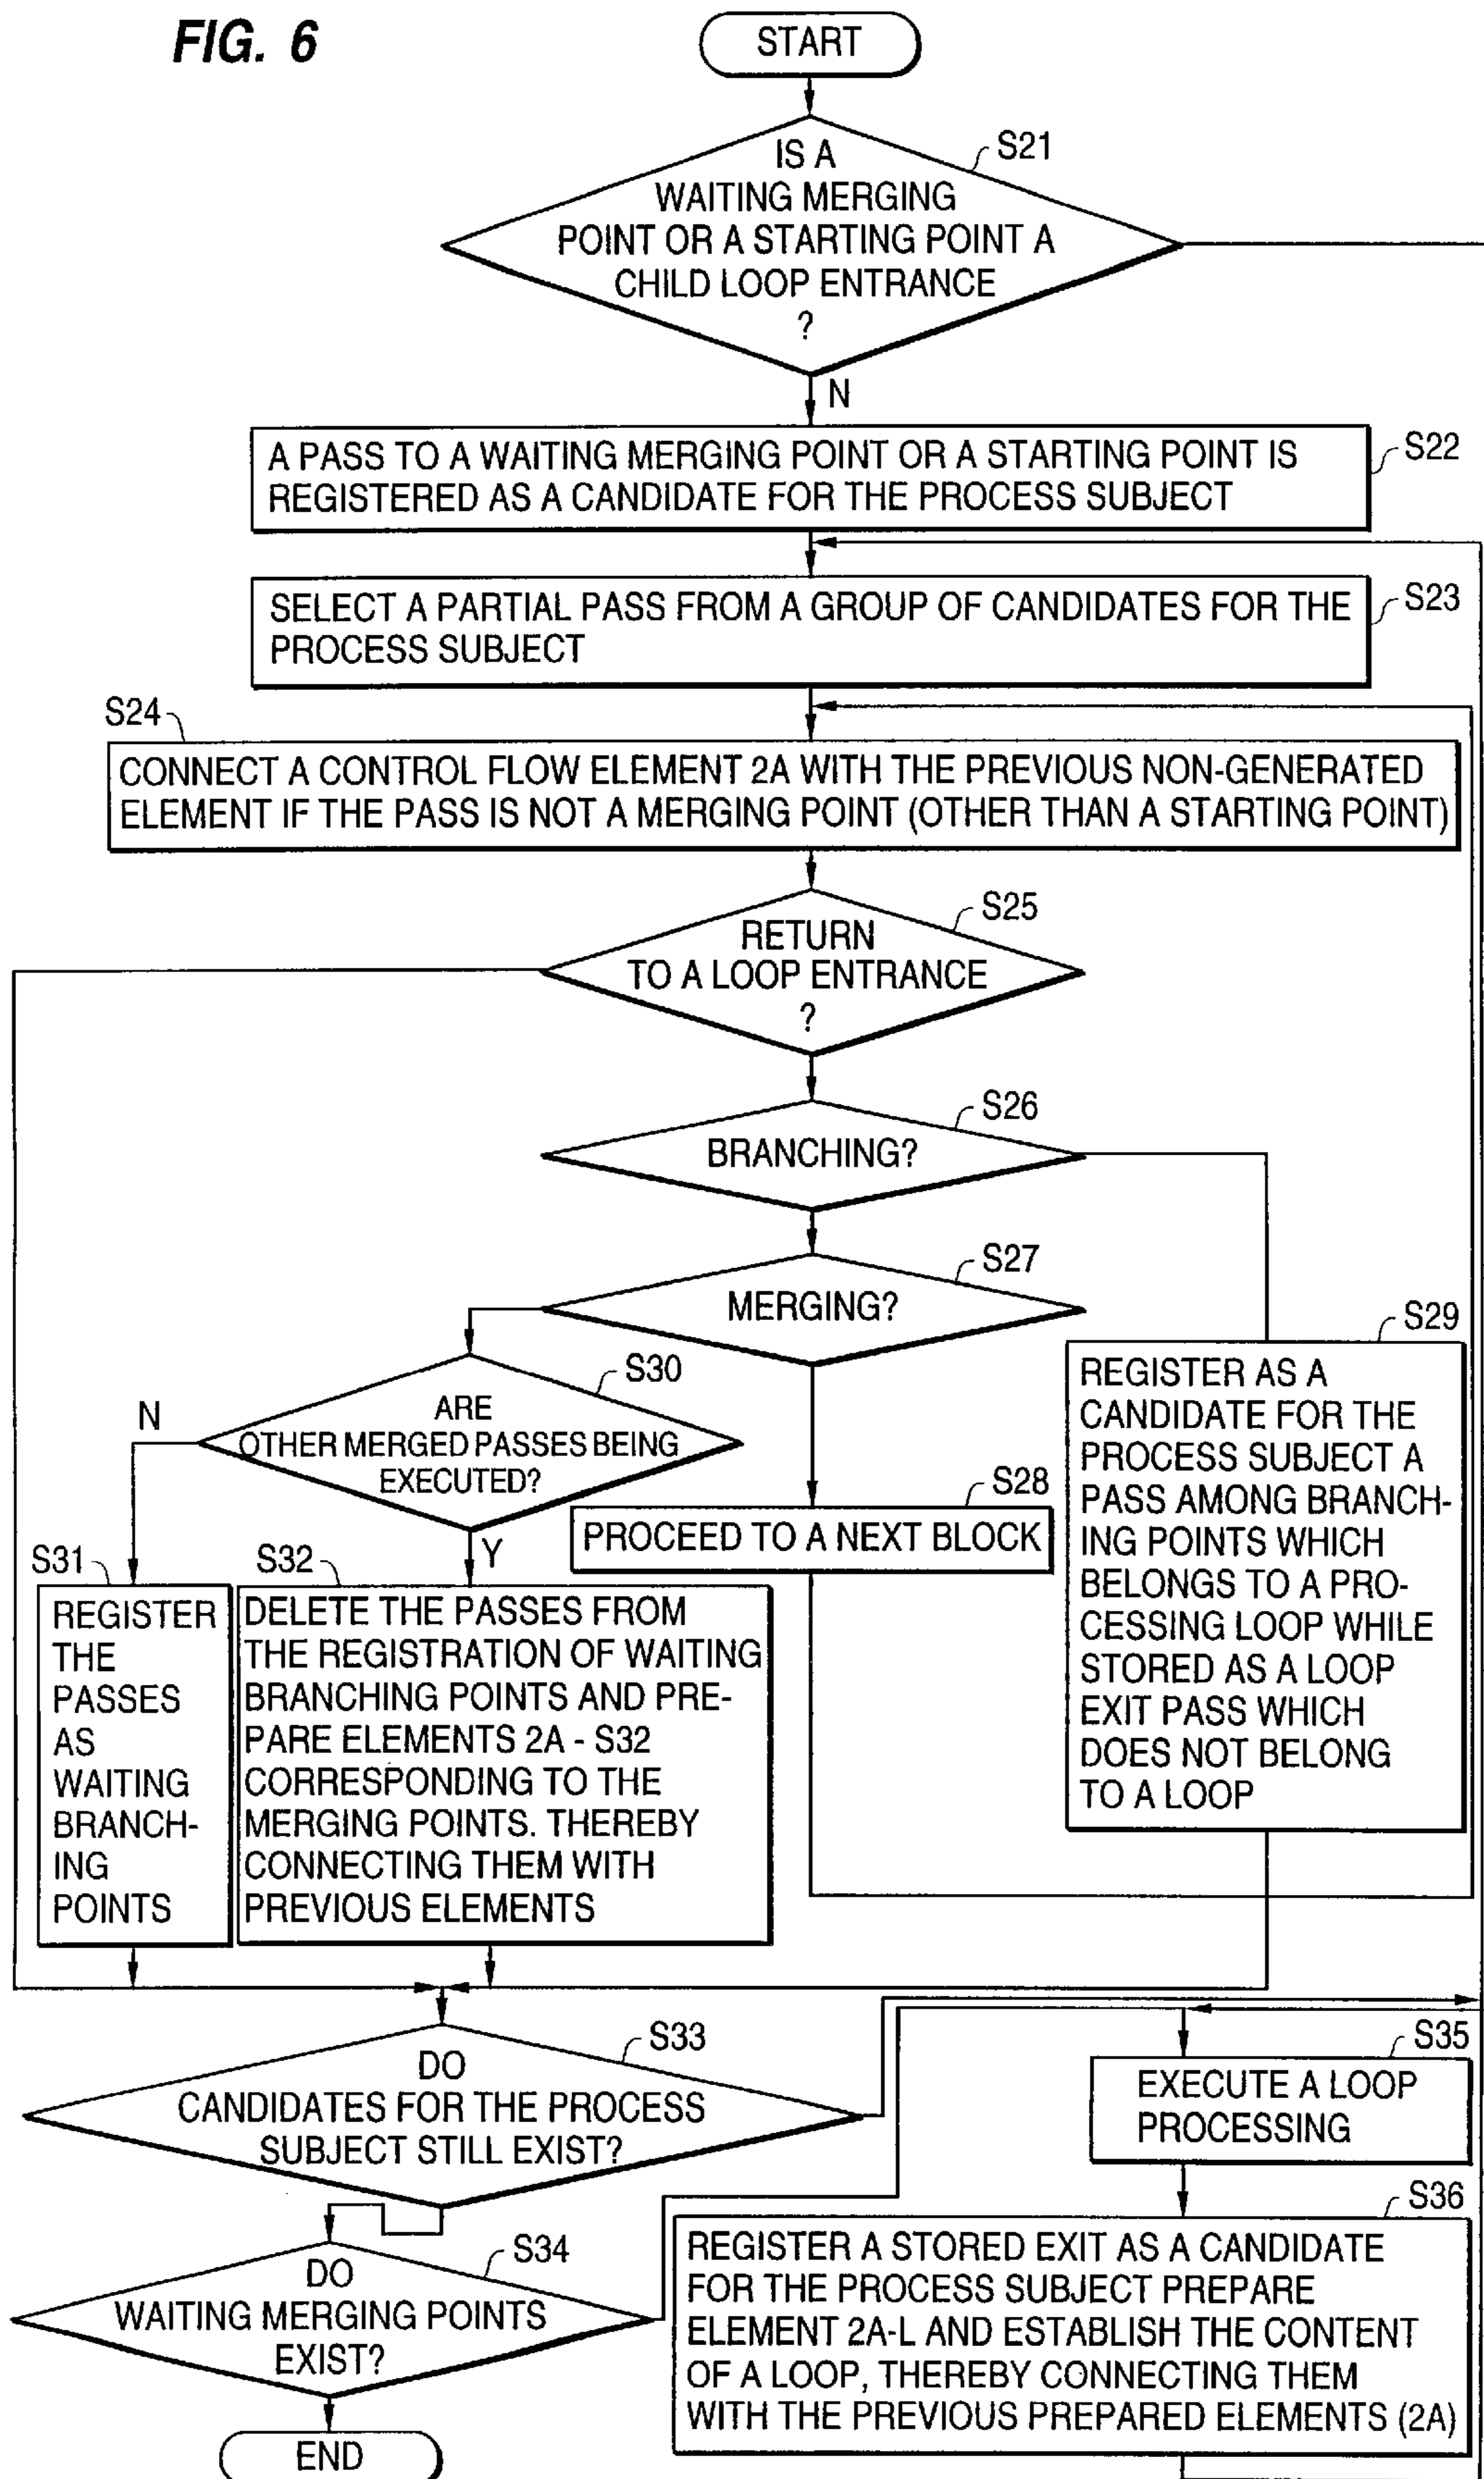 FIG. 6
START
S21
IS A
WAITING MERGING
POINT OR A STARTING POINT A
CHILD LOOP ENTRANCE
?
N
S22
A PASS TO A WAITING MERGING POINT OR A STARTING POINT IS
REGISTERED AS A CANDIDATE FOR THE PROCESS SUBJECT
S23
SELECT A PARTIAL PASS FROM A GROUP OF CANDIDATES FOR THE
PROCESS SUBJECT
S24
CONNECT A CONTROL FLOW ELEMENT 2A WITH THE PREVIOUS NON-GENERATED
ELEMENT IF THE PASS IS NOT A MERGING POINT (OTHER THAN A STARTING POINT)
S25
RETURN
TO A LOOP ENTRANCE
?
S26
BRANCHING?
S27
MERGING?
S29
REGISTER AS A
CANDIDATE FOR THE
PROCESS SUBJECT A
PASS AMONG BRANCH-
ING POINTS WHICH
BELONGS TO A PRO-
CESSING LOOP WHILE
STORED AS A LOOP
EXIT PASS WHICH
DOES NOT BELONG
TO A LOOP
S30
ARE
OTHER MERGED PASSES BEING
EXECUTED?
N
Y
S28
PROCEED TO A NEXT BLOCK
S31
REGISTER
THE
PASSES
AS
WAITING
BRANCH-
ING
POINTS
S32
DELETE THE PASSES FROM
THE REGISTRATION OF WAITING
BRANCHING POINTS AND PRE-
PARE ELEMENTS 2A - S32
CORRESPONDING TO THE
MERGING POINTS. THEREBY
CONNECTING THEM WITH
PREVIOUS ELEMENTS
S33
DO
CANDIDATES FOR THE PROCESS
SUBJECT STILL EXIST?
S35
EXECUTE A LOOP
PROCESSING
S34
DO
WAITING MERGING POINTS
EXIST?
S36
REGISTER A STORED EXIT AS A CANDIDATE
FOR THE PROCESS SUBJECT PREPARE
ELEMENT 2A-L AND ESTABLISH THE CONTENT
OF A LOOP, THEREBY CONNECTING THEM
WITH THE PREVIOUS PREPARED ELEMENTS (2A)
END